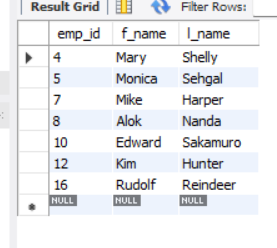 Result Grid Filter Rows:
emp_id f_name l_name
4 Mary Shelly
5 Monica Sehgal
7 Mike Harper
8 Alok Nanda
10 Edward Sakamuro
12 Kim Hunter
16 Rudolf Reindeer
NULL NULL NULL